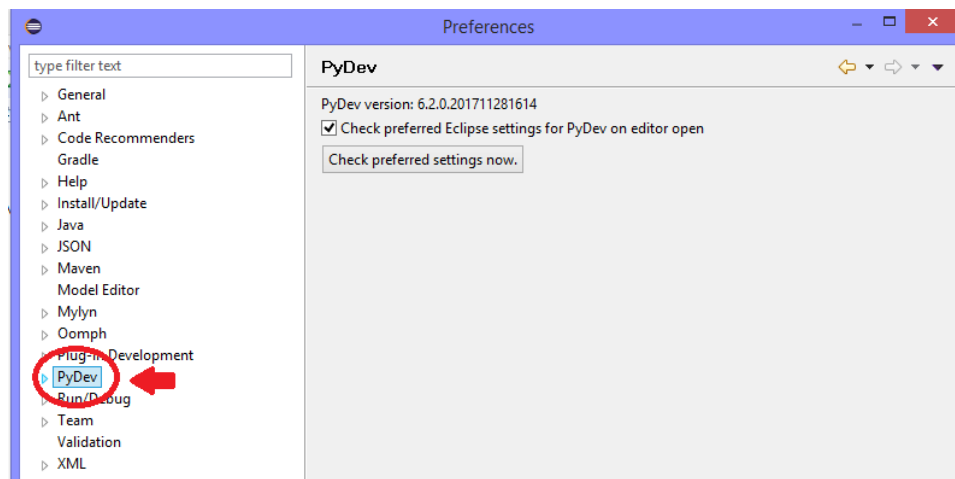 Preferences
type filter text
General
Ant
Code Recommenders
Gradle
Help
Install/Update
Java
JSON
Maven
Model Editor
Mylyn
Oomph
Plug-in Development
PyDev
Run/Debug
Team
Validation
XML
PyDev
PyDev version: 6.2.0.201711281614
Check preferred Eclipse settings for PyDev on editor open
Check preferred settings now.